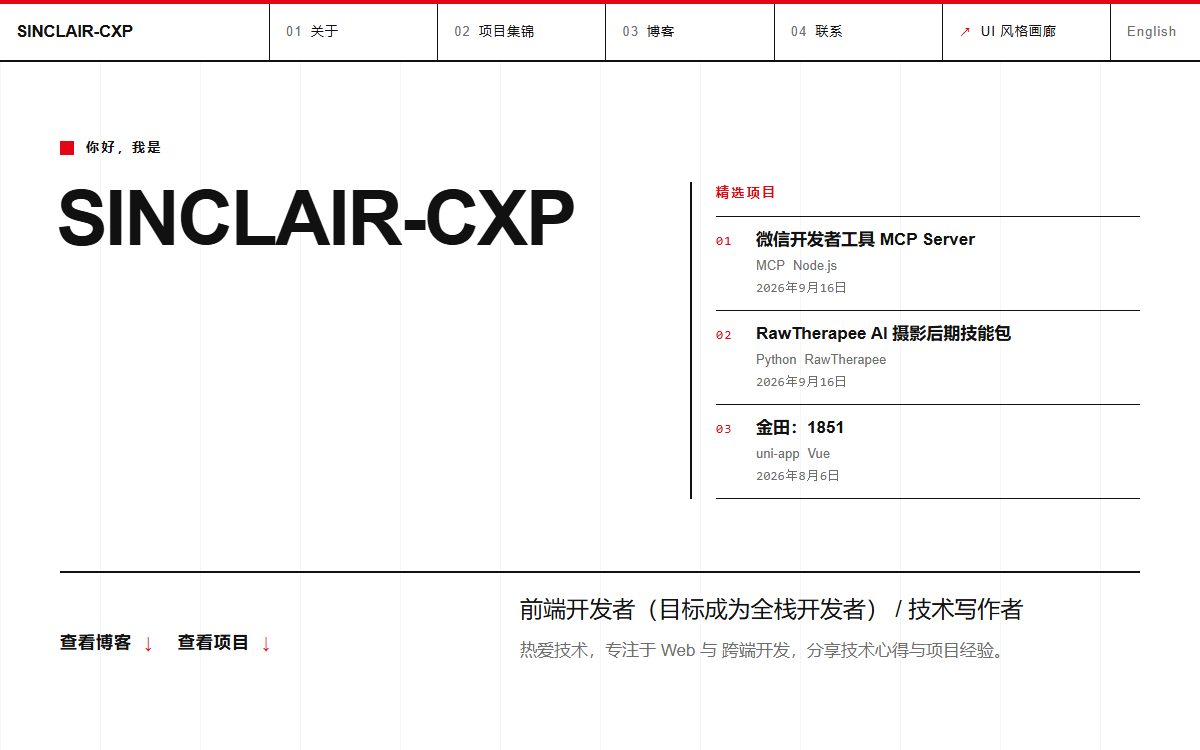 SINCLAIR-CXP
01 关于
02 项目集锦
03 博客
04 联系
↗ UI 风格画廊
English
你好，我是
SINCLAIR-CXP
精选项目
01 微信开发者工具 MCP Server
MCP Node.js
2026年9月16日
02 RawTherapee AI 摄影后期技能包
Python RawTherapee
2026年9月16日
03 金田：1851
uni-app Vue
2026年8月6日
查看博客 ↓ 查看项目 ↓
前端开发者（目标成为全栈开发者） / 技术写作者
热爱技术，专注于 Web 与 跨端开发，分享技术心得与项目经验。